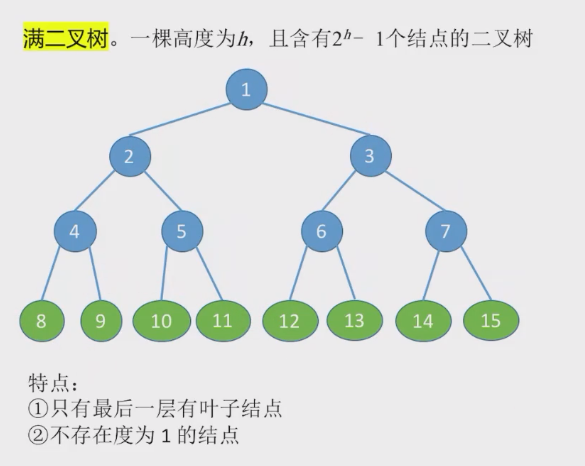 满二叉树。一棵高度为h，且含有2ʰ - 1个结点的二叉树
1
2 3
4 5 6 7
8 9 10 11 12 13 14 15
特点：
①只有最后一层有叶子结点
②不存在度为 1 的结点